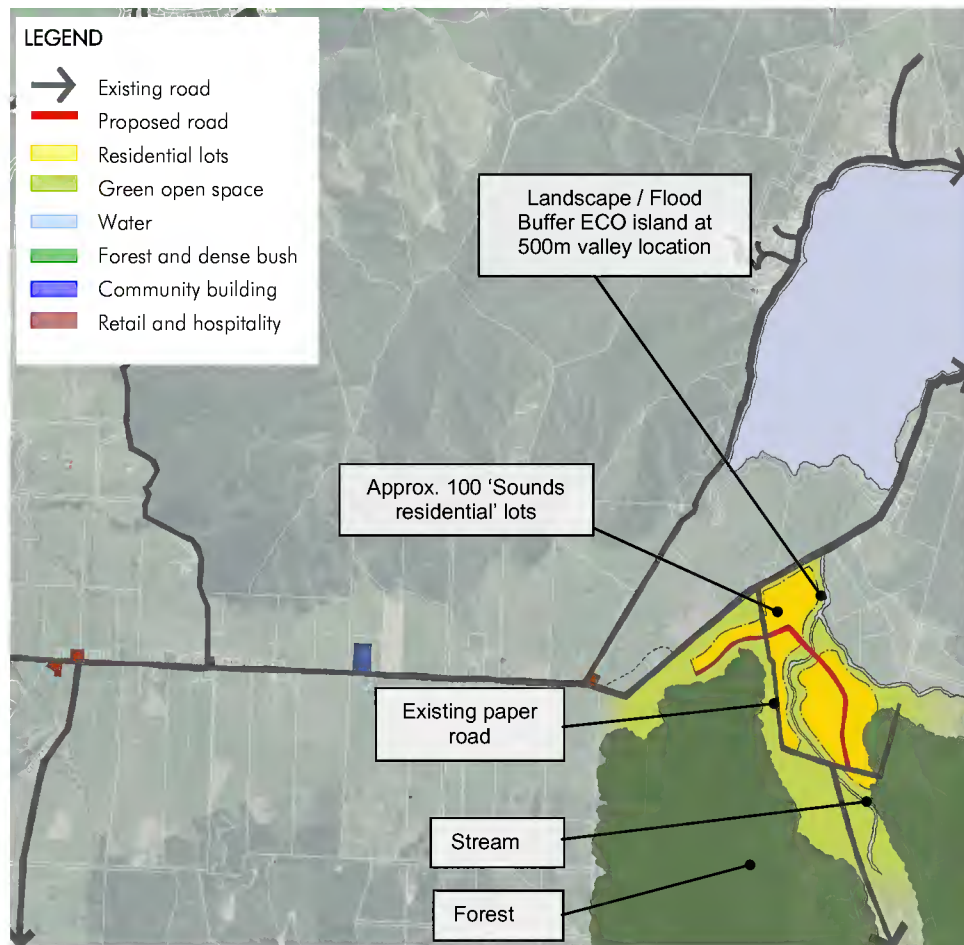 LEGEND
Existing road
Proposed road
Residential lots
Green open space
Water
Forest and dense bush
Community building
Retail and hospitality
Landscape / Flood
Buffer ECO island at
500m valley location
Approx. 100 ‘Sounds
residential’ lots
Existing paper
road
Stream
Forest